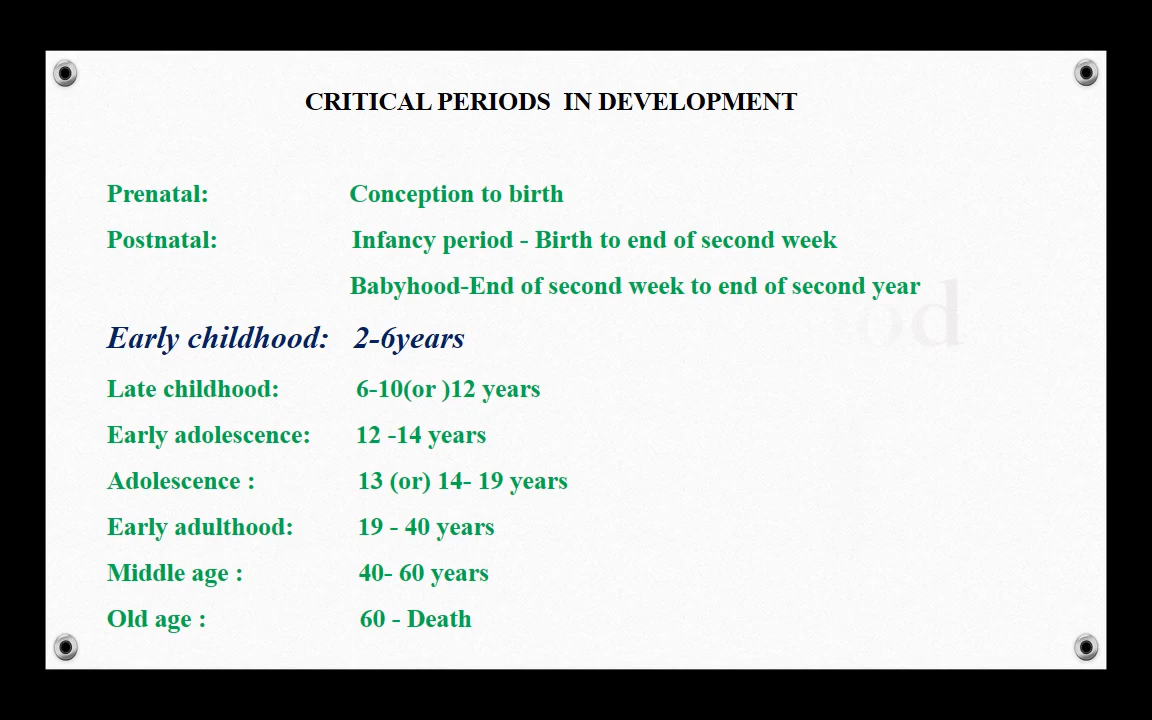 CRITICAL PERIODS IN DEVELOPMENT
Prenatal: Conception to birth
Postnatal: Infancy period - Birth to end of second week
Babyhood-End of second week to end of second year
Early childhood: 2-6years
Late childhood: 6-10(or )12 years
Early adolescence: 12 -14 years
Adolescence : 13 (or) 14- 19 years
Early adulthood: 19 - 40 years
Middle age : 40- 60 years
Old age : 60 - Death